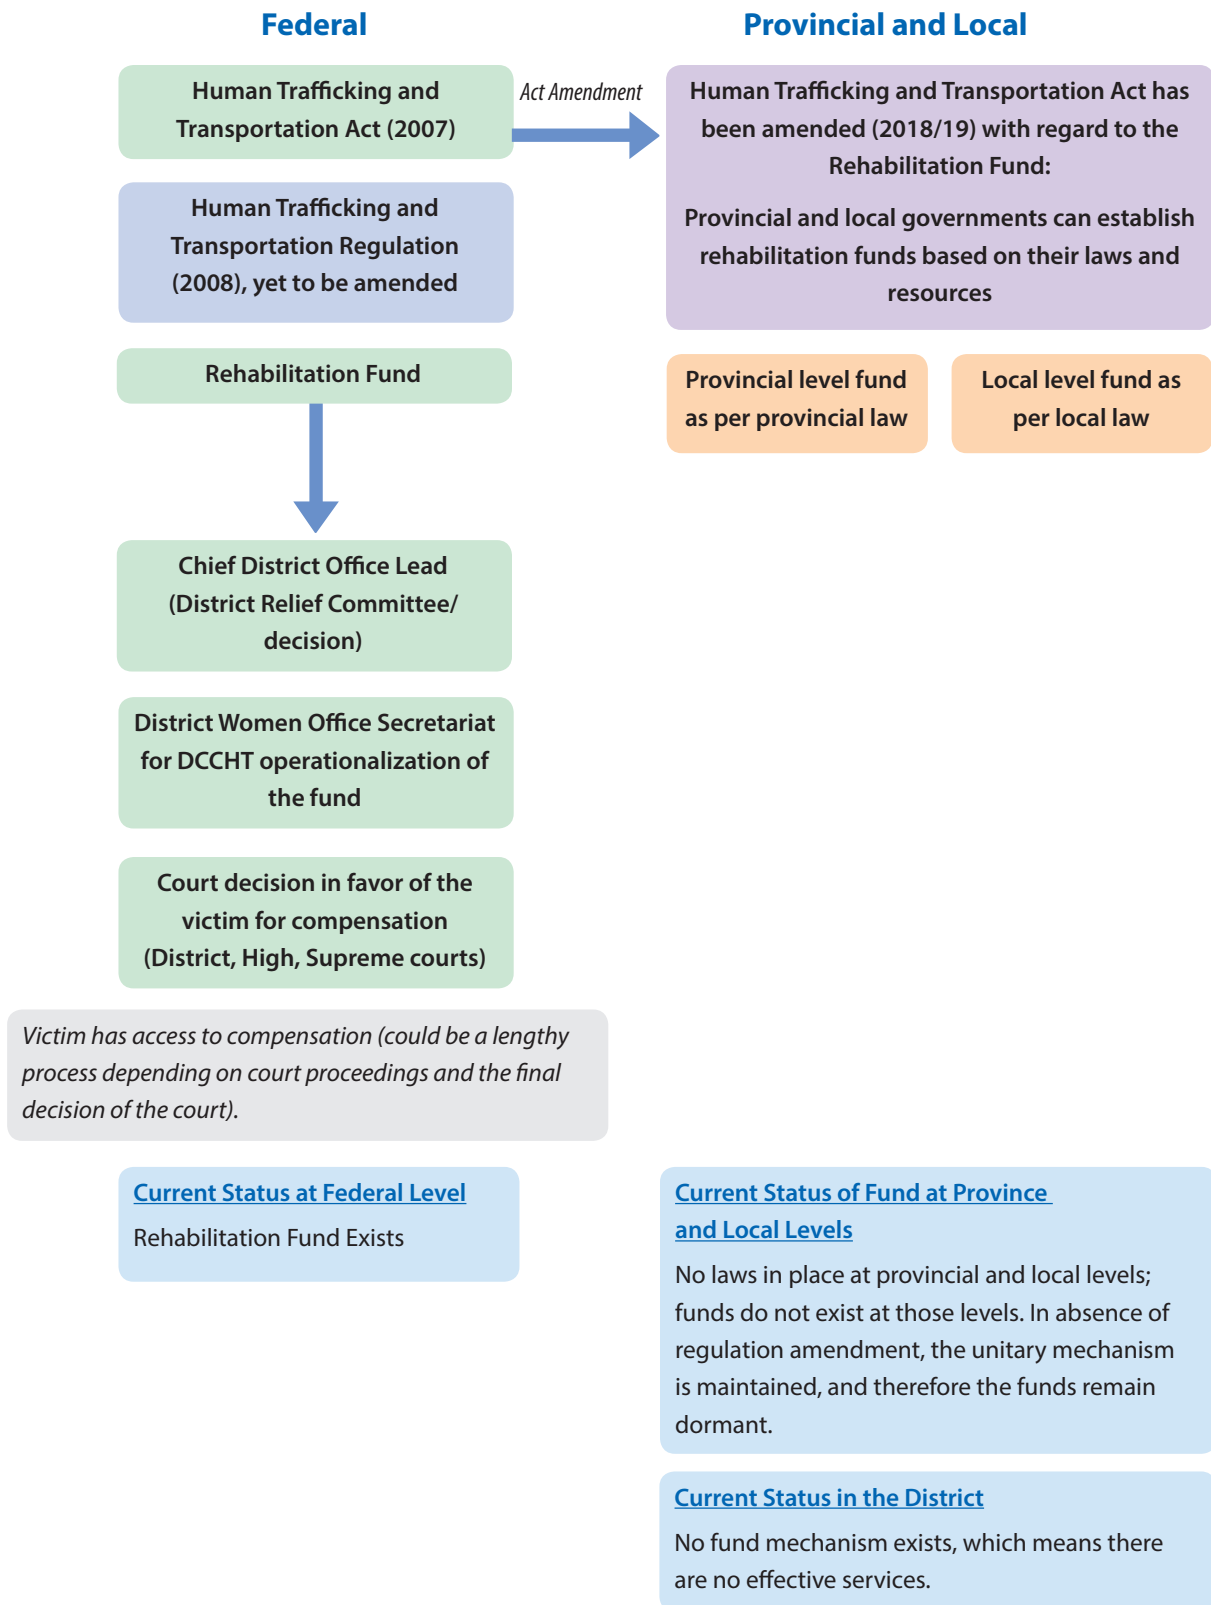 Federal
Human Trafficking and
Transportation Act (2007)
Human Trafficking and
Transportation Regulation
(2008), yet to be amended
Rehabilitation Fund
Chief District Office Lead
(District Relief Committee/
decision)
District Women Office Secretariat
for DCCHT operationalization of
the fund
Court decision in favor of the
victim for compensation
(District, High, Supreme courts)
Victim has access to compensation (could be a lengthy
process depending on court proceedings and the final
decision of the court).
Current Status at Federal Level
Rehabilitation Fund Exists
Act Amendment
Provincial and Local
Human Trafficking and Transportation Act has
been amended (2018/19) with regard to the
Rehabilitation Fund:
Provincial and local governments can establish
rehabilitation funds based on their laws and
resources
Provincial level fund
as per provincial law
Local level fund as
per local law
Current Status of Fund at Province
and Local Levels
No laws in place at provincial and local levels;
funds do not exist at those levels. In absence of
regulation amendment, the unitary mechanism
is maintained, and therefore the funds remain
dormant.
Current Status in the District
No fund mechanism exists, which means there
are no effective services.